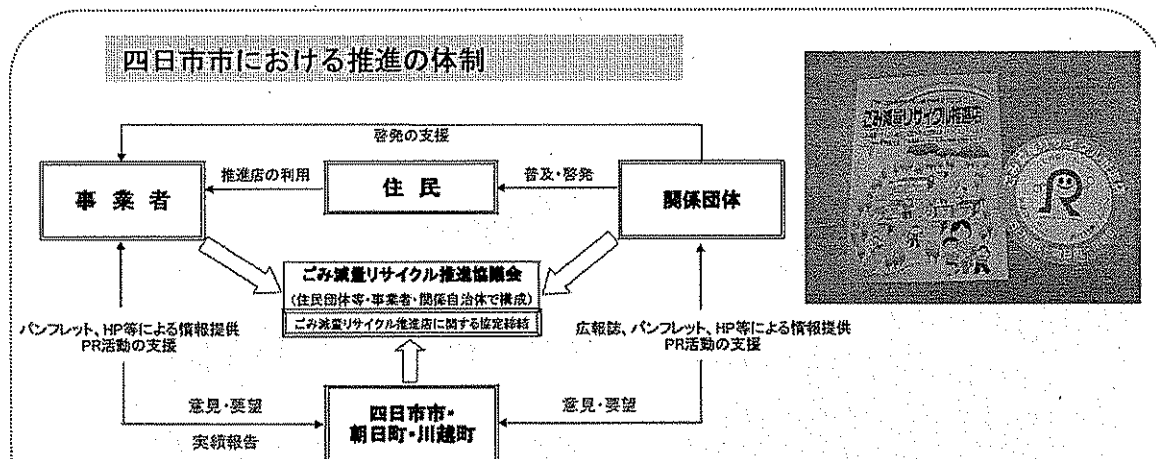 四日市市における推進の体制
啓発の支援
事業者
推進店の利用
住民
普及・啓発
関係団体
ごみ減量リサイクル推進協議会
(住民団体等・事業者・関係自治体で構成)
ごみ減量リサイクル推進店に関する協定締結
パンフレット、HP等による情報提供
PR活動の支援
広報誌、パンフレット、HP等による情報提供
PR活動の支援
意見・要望
実績報告
四日市市・
朝日町・川越町
意見・要望
ごみ減量リサイクル推進店
R